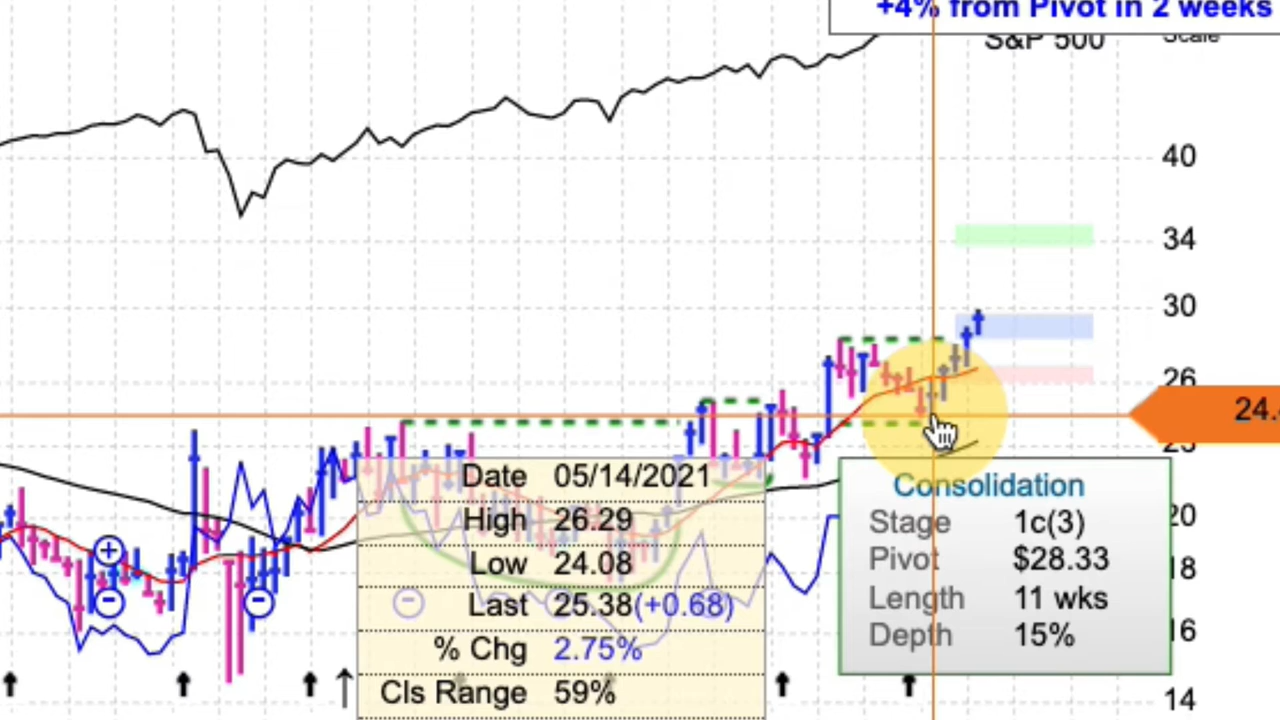 +4% from Pivot in 2 weeks
S&P 500
Scale
40
34
30
26
24.
23
20
18
16
14
Date 05/14/2021
High 26.29
Low 24.08
Last 25.38(+0.68)
% Chg 2.75%
Cls Range 59%
Consolidation
Stage 1c(3)
Pivot $28.33
Length 11 wks
Depth 15%